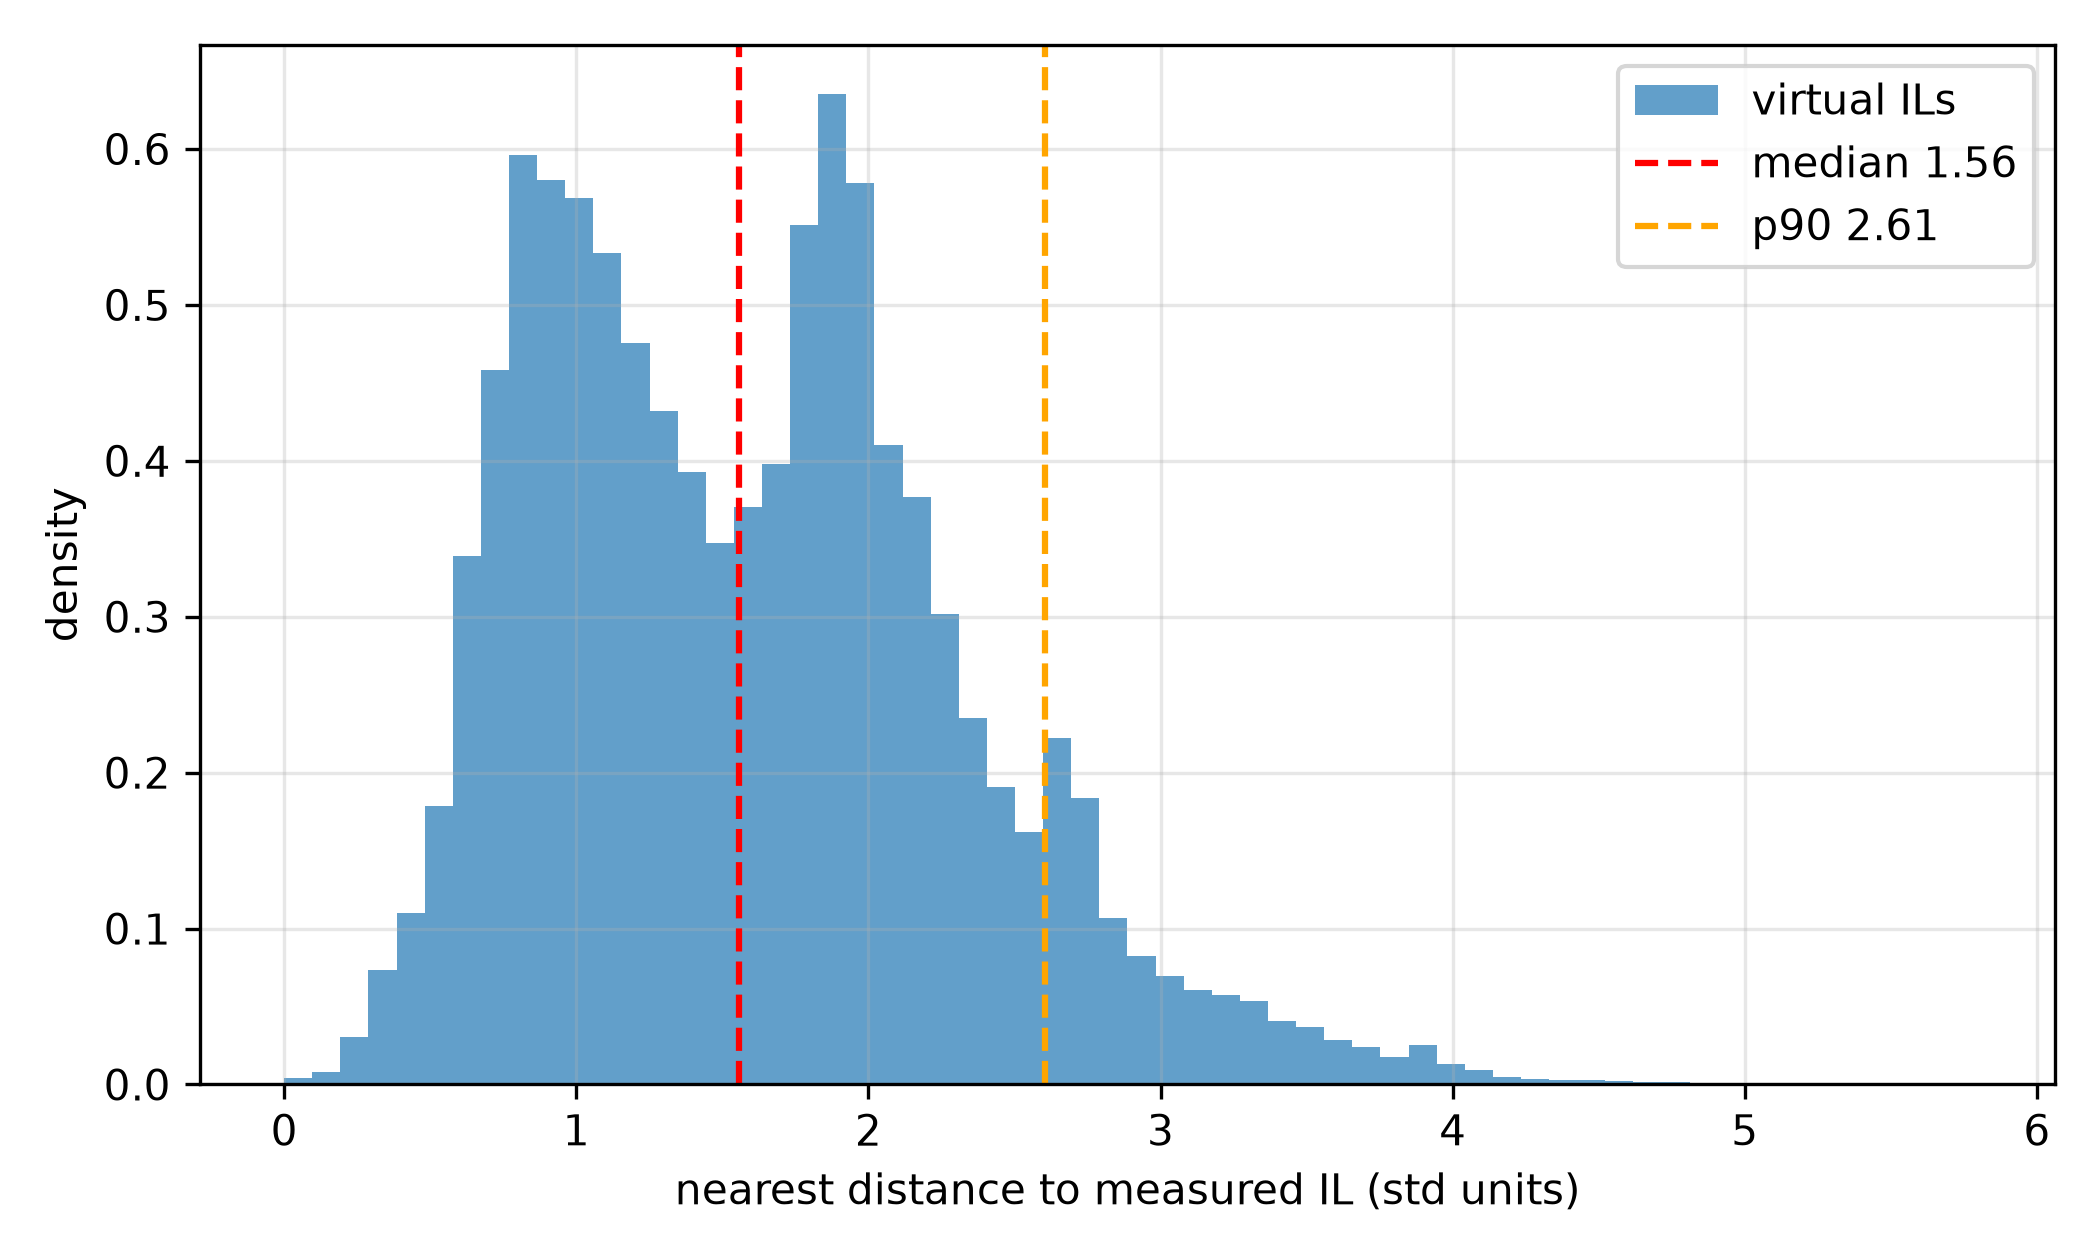 virtual ILs
median 1.56
p90 2.61
0.6
0.5
0.4
0.3
0.2
0.1
0.0
density
0 1 2 3 4 5 6
nearest distance to measured IL (std units)